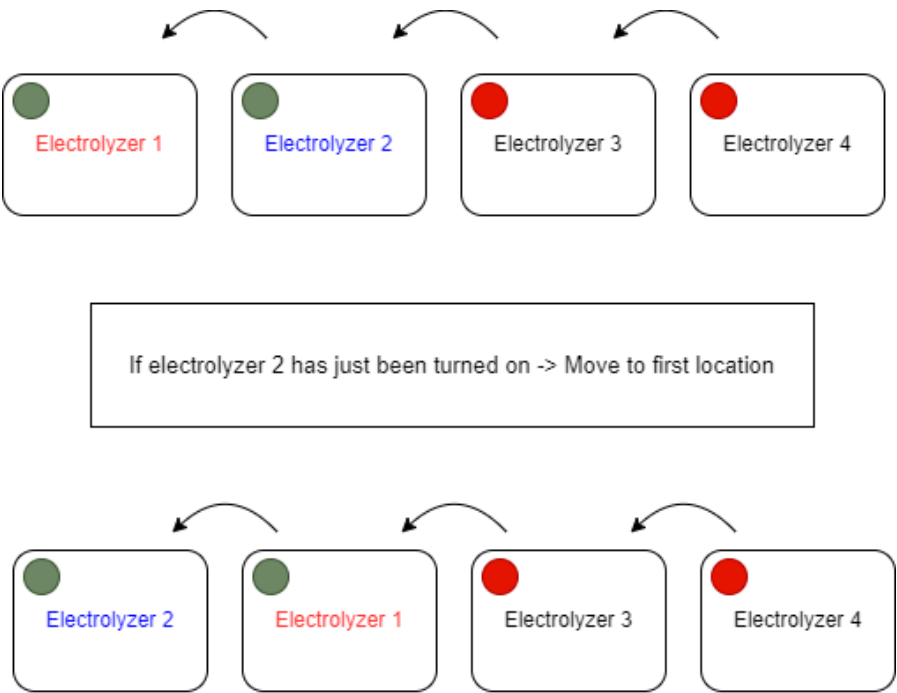 Electrolyzer 1
Electrolyzer 2
Electrolyzer 3
Electrolyzer 4
If electrolyzer 2 has just been turned on -> Move to first location
Electrolyzer 2
Electrolyzer 1
Electrolyzer 3
Electrolyzer 4